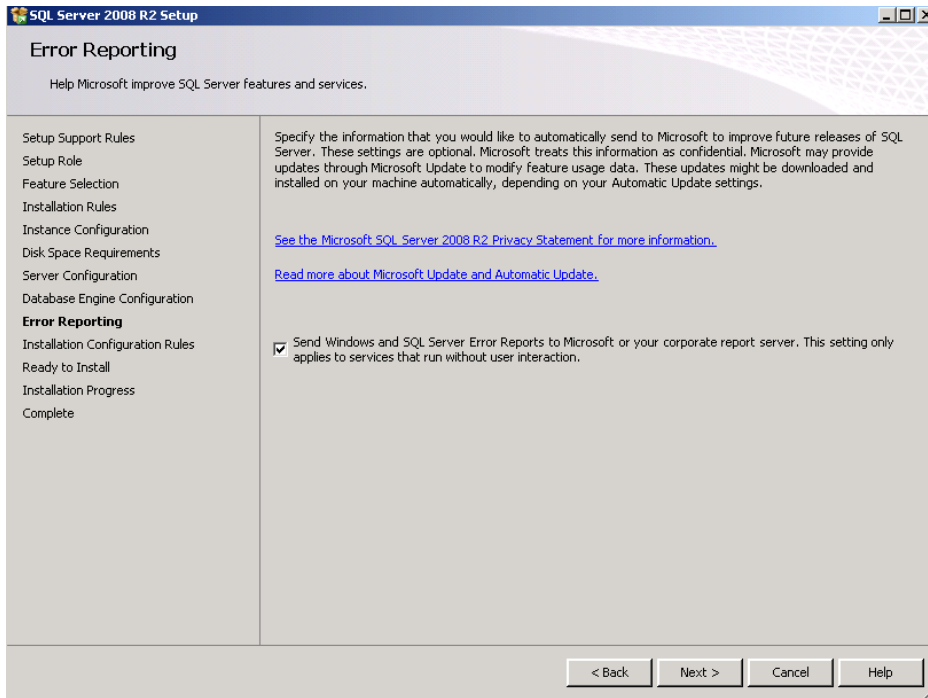 SQL Server 2008 R2 Setup
Error Reporting
Help Microsoft improve SQL Server features and services.
Setup Support Rules
Setup Role
Feature Selection
Installation Rules
Instance Configuration
Disk Space Requirements
Server Configuration
Database Engine Configuration
Error Reporting
Installation Configuration Rules
Ready to Install
Installation Progress
Complete
Specify the information that you would like to automatically send to Microsoft to improve future releases of SQL
Server. These settings are optional. Microsoft treats this information as confidential. Microsoft may provide
updates through Microsoft Update to modify feature usage data. These updates might be downloaded and
installed on your machine automatically, depending on your Automatic Update settings.
See the Microsoft SQL Server 2008 R2 Privacy Statement for more information.
Read more about Microsoft Update and Automatic Update.
Send Windows and SQL Server Error Reports to Microsoft or your corporate report server. This setting only
applies to services that run without user interaction.
< Back Next > Cancel Help